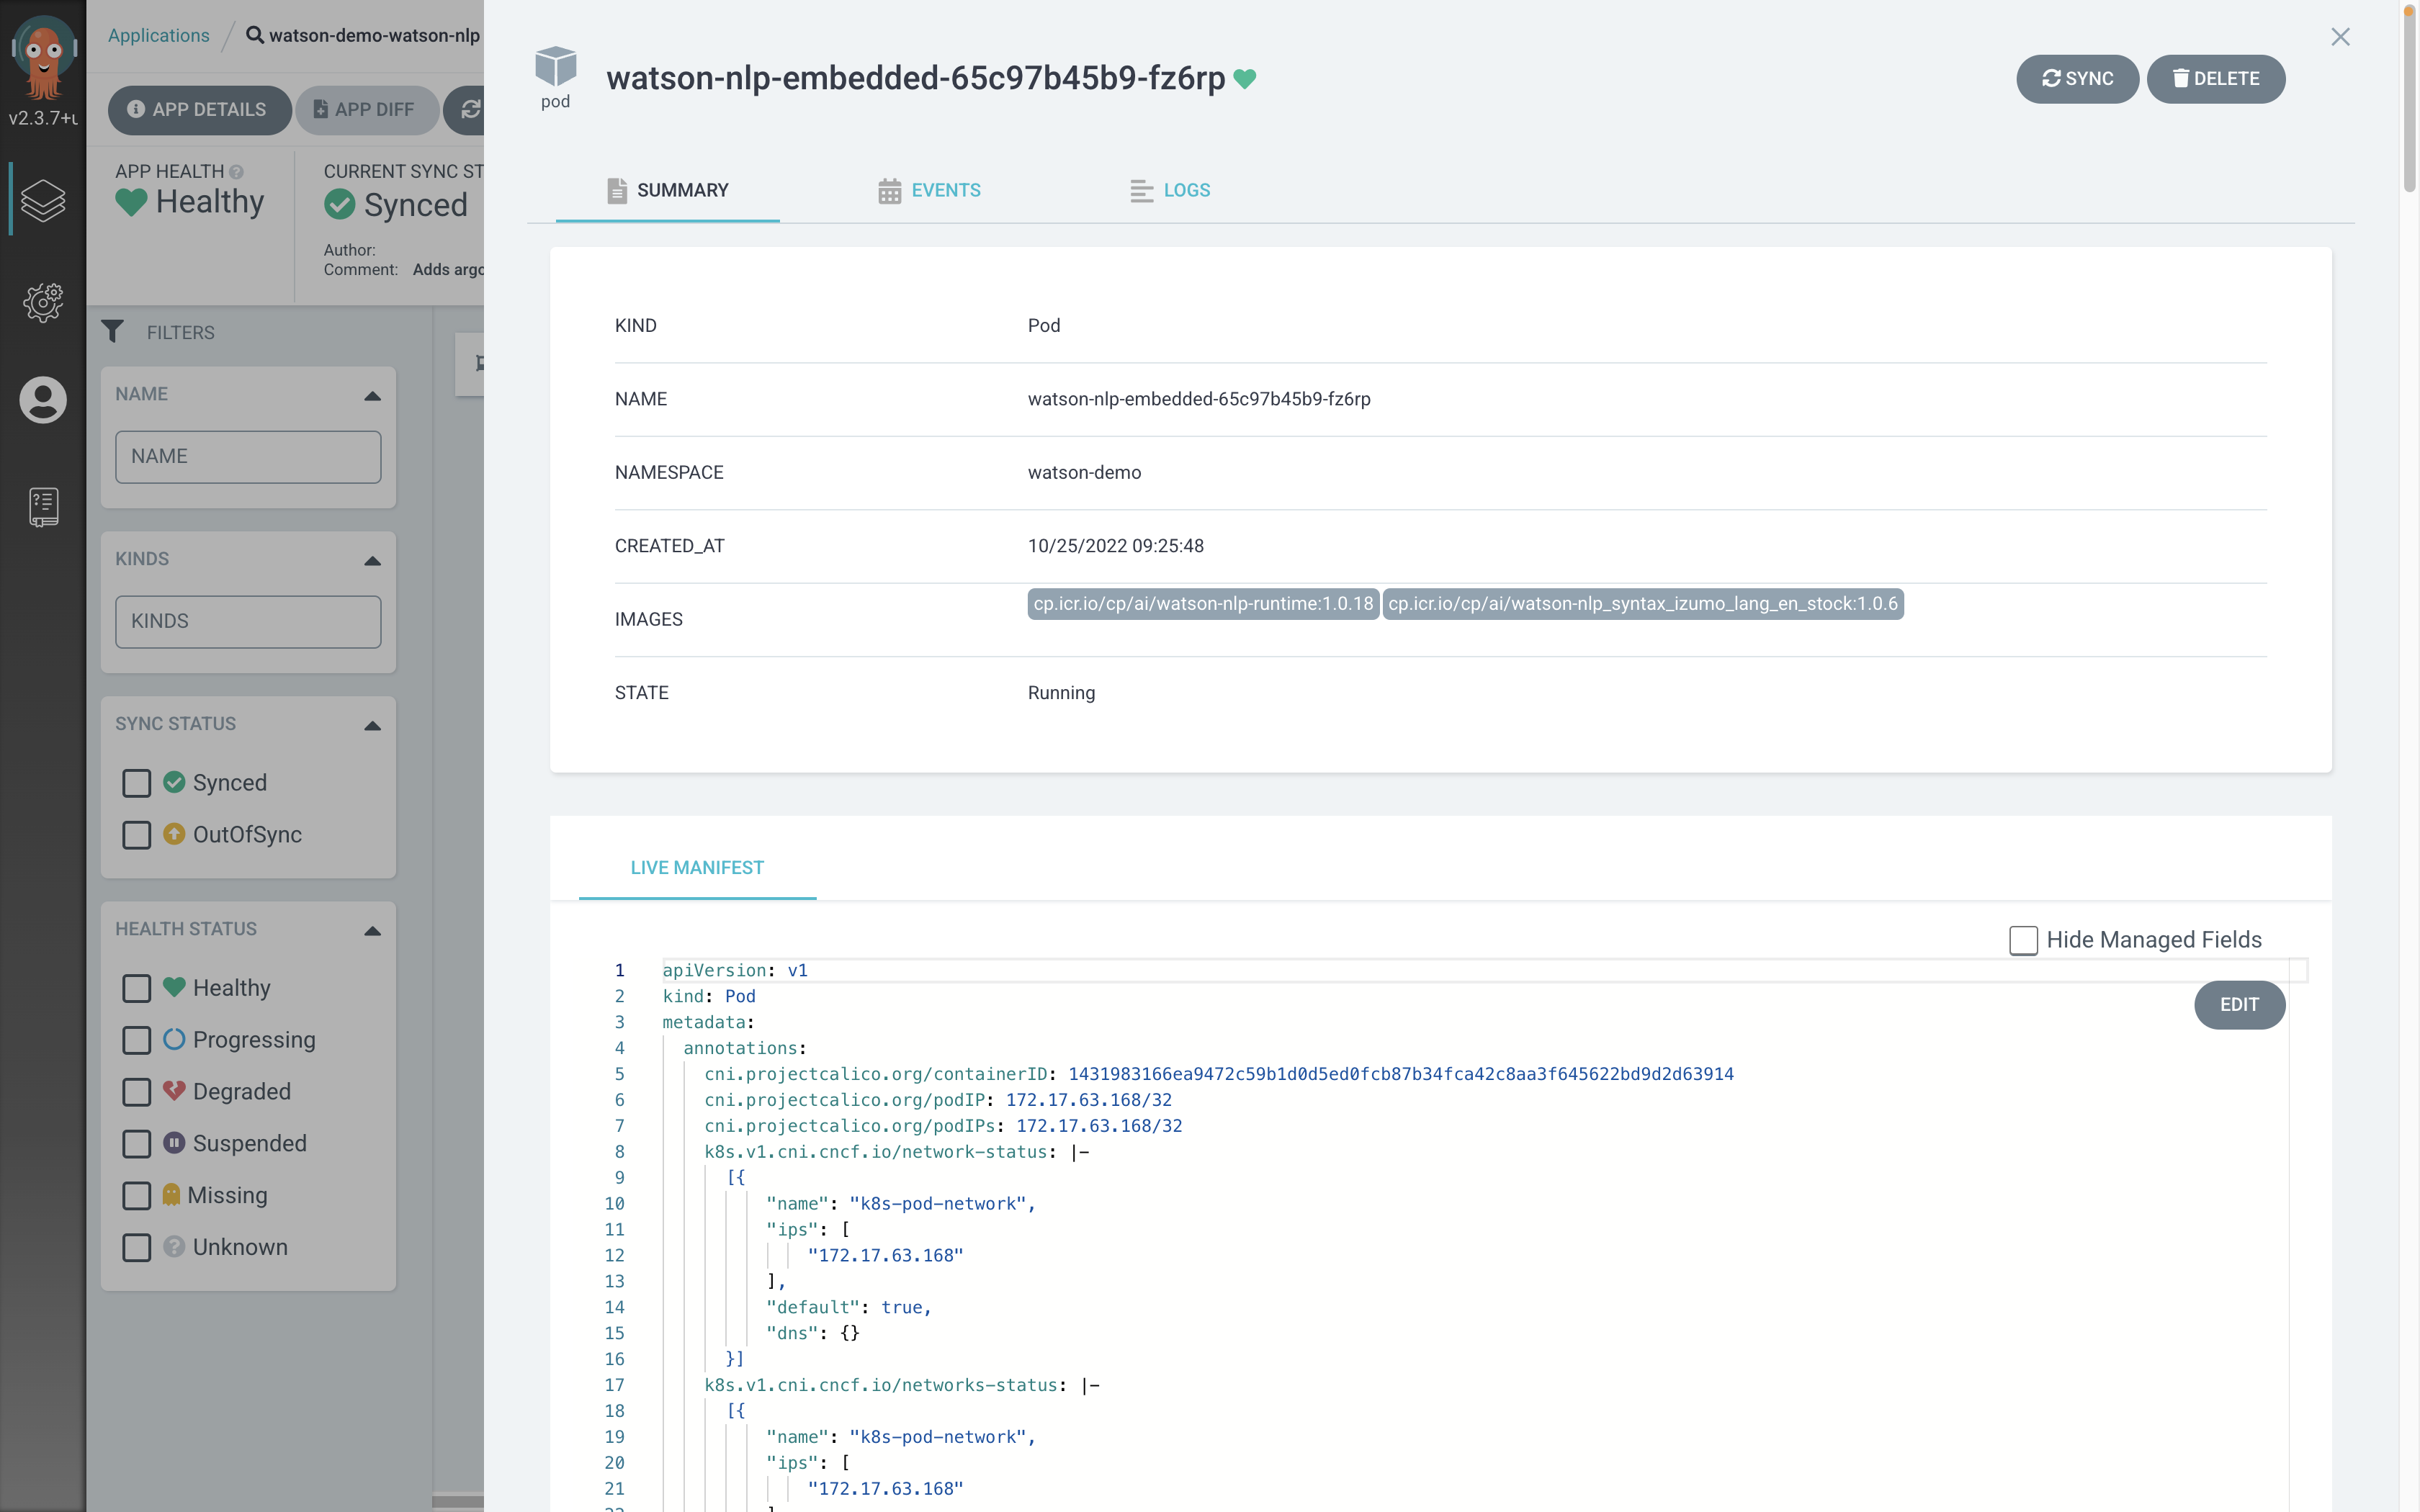 v2.3.7+u
Applications / watson-demo-watson-nlp
APP DETAILS
APP DIFF
APP HEALTH
Healthy
CURRENT SYNC ST
Synced
Author:
Comment: Adds argo
FILTERS
NAME
NAME
KINDS
KINDS
SYNC STATUS
Synced
OutOfSync
HEALTH STATUS
Healthy
Progressing
Degraded
Suspended
Missing
Unknown
pod
watson-nlp-embedded-65c97b45b9-fz6rp
SYNC
DELETE
SUMMARY
EVENTS
LOGS
KIND Pod
NAME watson-nlp-embedded-65c97b45b9-fz6rp
NAMESPACE watson-demo
CREATED_AT 10/25/2022 09:25:48
IMAGES cp.icr.io/cp/ai/watson-nlp-runtime:1.0.18 cp.icr.io/cp/ai/watson-nlp_syntax_izumo_lang_en_stock:1.0.6
STATE Running
LIVE MANIFEST
Hide Managed Fields
EDIT
1 apiVersion: v1
2 kind: Pod
3 metadata:
4 annotations:
5 cni.projectcalico.org/containerID: 1431983166ea9472c59b1d0d5ed0fcb87b34fca42c8aa3f645622bd9d2d63914
6 cni.projectcalico.org/podIP: 172.17.63.168/32
7 cni.projectcalico.org/podIPs: 172.17.63.168/32
8 k8s.v1.cni.cncf.io/network-status: |-
9 [{
10 "name": "k8s-pod-network",
11 "ips": [
12 "172.17.63.168"
13 ],
14 "default": true,
15 "dns": {}
16 }]
17 k8s.v1.cni.cncf.io/networks-status: |-
18 [{
19 "name": "k8s-pod-network",
20 "ips": [
21 "172.17.63.168"